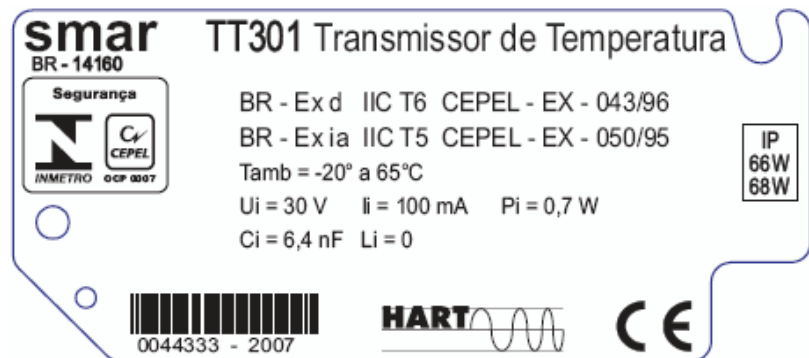 smar TT301 Transmissor de Temperatura
BR - 14160
Segurança
INMETRO
CEPEL
OCP 0007
BR - Ex d IIC T6 CEPEL - EX - 043/96
BR - Ex ia IIC T5 CEPEL - EX - 050/95
Tamb = -20° a 65°C
Ui = 30 V Ii = 100 mA Pi = 0,7 W
Ci = 6,4 nF Li = 0
IP
66W
68W
0044333 - 2007
HART
CE